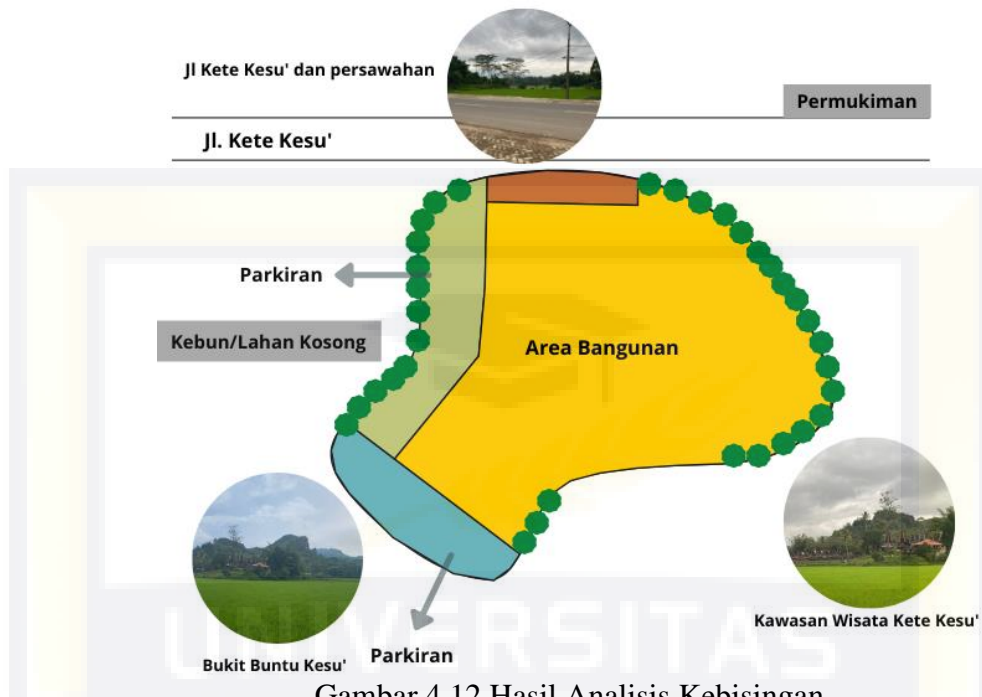 Jl Kete Kesu' dan persawahan
Permukiman
Jl. Kete Kesu'
Parkiran
Kebun/Lahan Kosong
Area Bangunan
Kawasan Wisata Kete Kesu'
Bukit Buntu Kesu'
Parkiran
UNIVERSITAS
Gambar 4.12 Hasil Analisis Kebisingan